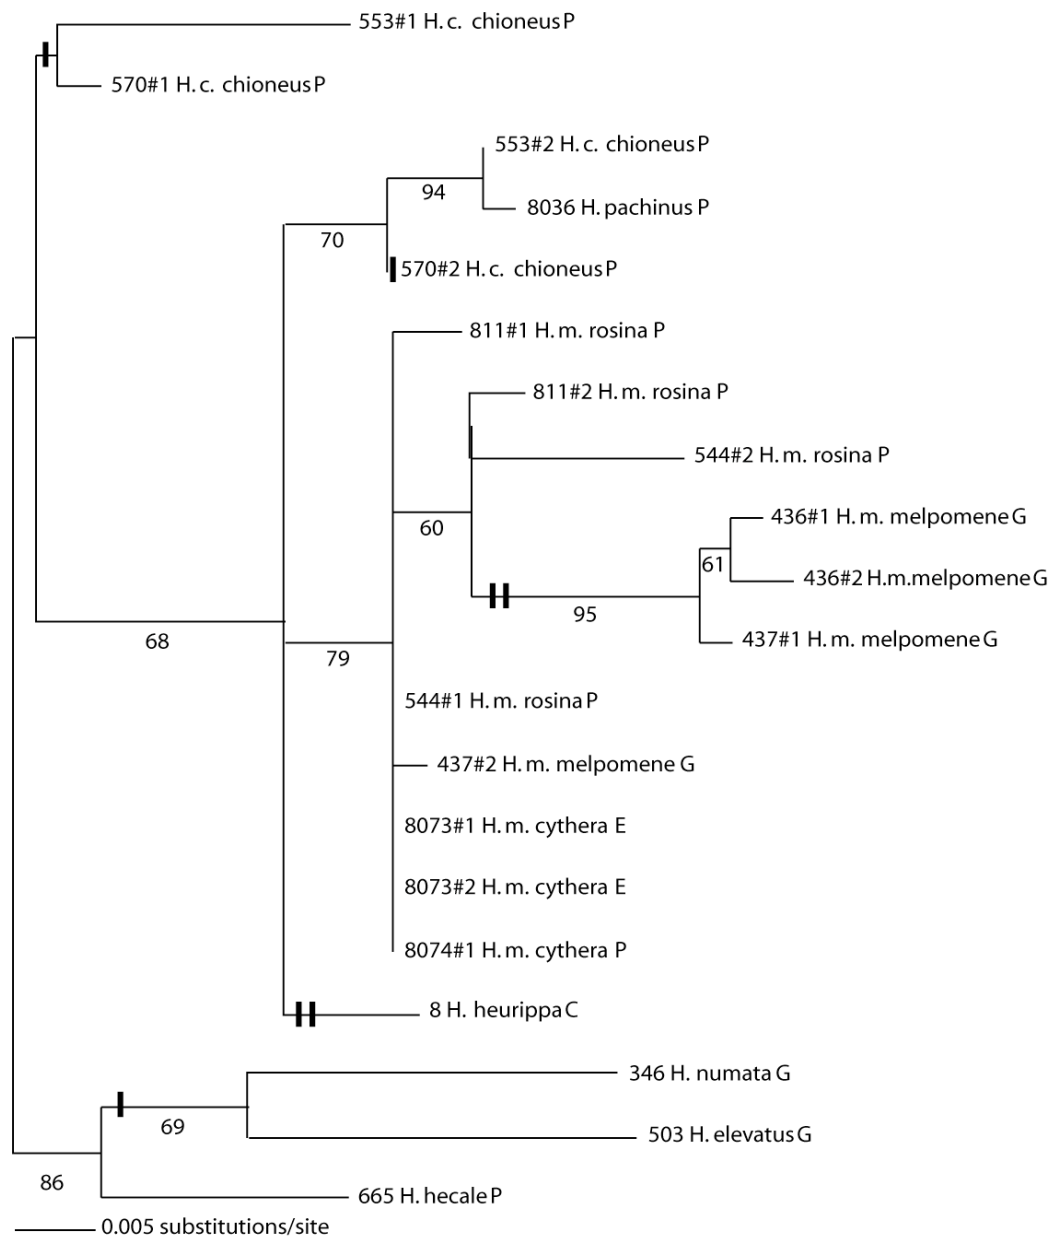 553#1 H. c. chioneus P
570#1 H. c. chioneus P
553#2 H. c. chioneus P
94
8036 H. pachinus P
70
570#2 H. c. chioneus P
811#1 H. m. rosina P
811#2 H. m. rosina P
544#2 H. m. rosina P
436#1 H. m. melpomene G
60
61
436#2 H.m.melpomene G
95
437#1 H. m. melpomene G
68
79
544#1 H. m. rosina P
437#2 H. m. melpomene G
8073#1 H. m. cythera E
8073#2 H. m. cythera E
8074#1 H. m. cythera P
8 H. heurippa C
346 H. numata G
69
503 H. elevatus G
86
665 H. hecale P
0.005 substitutions/site